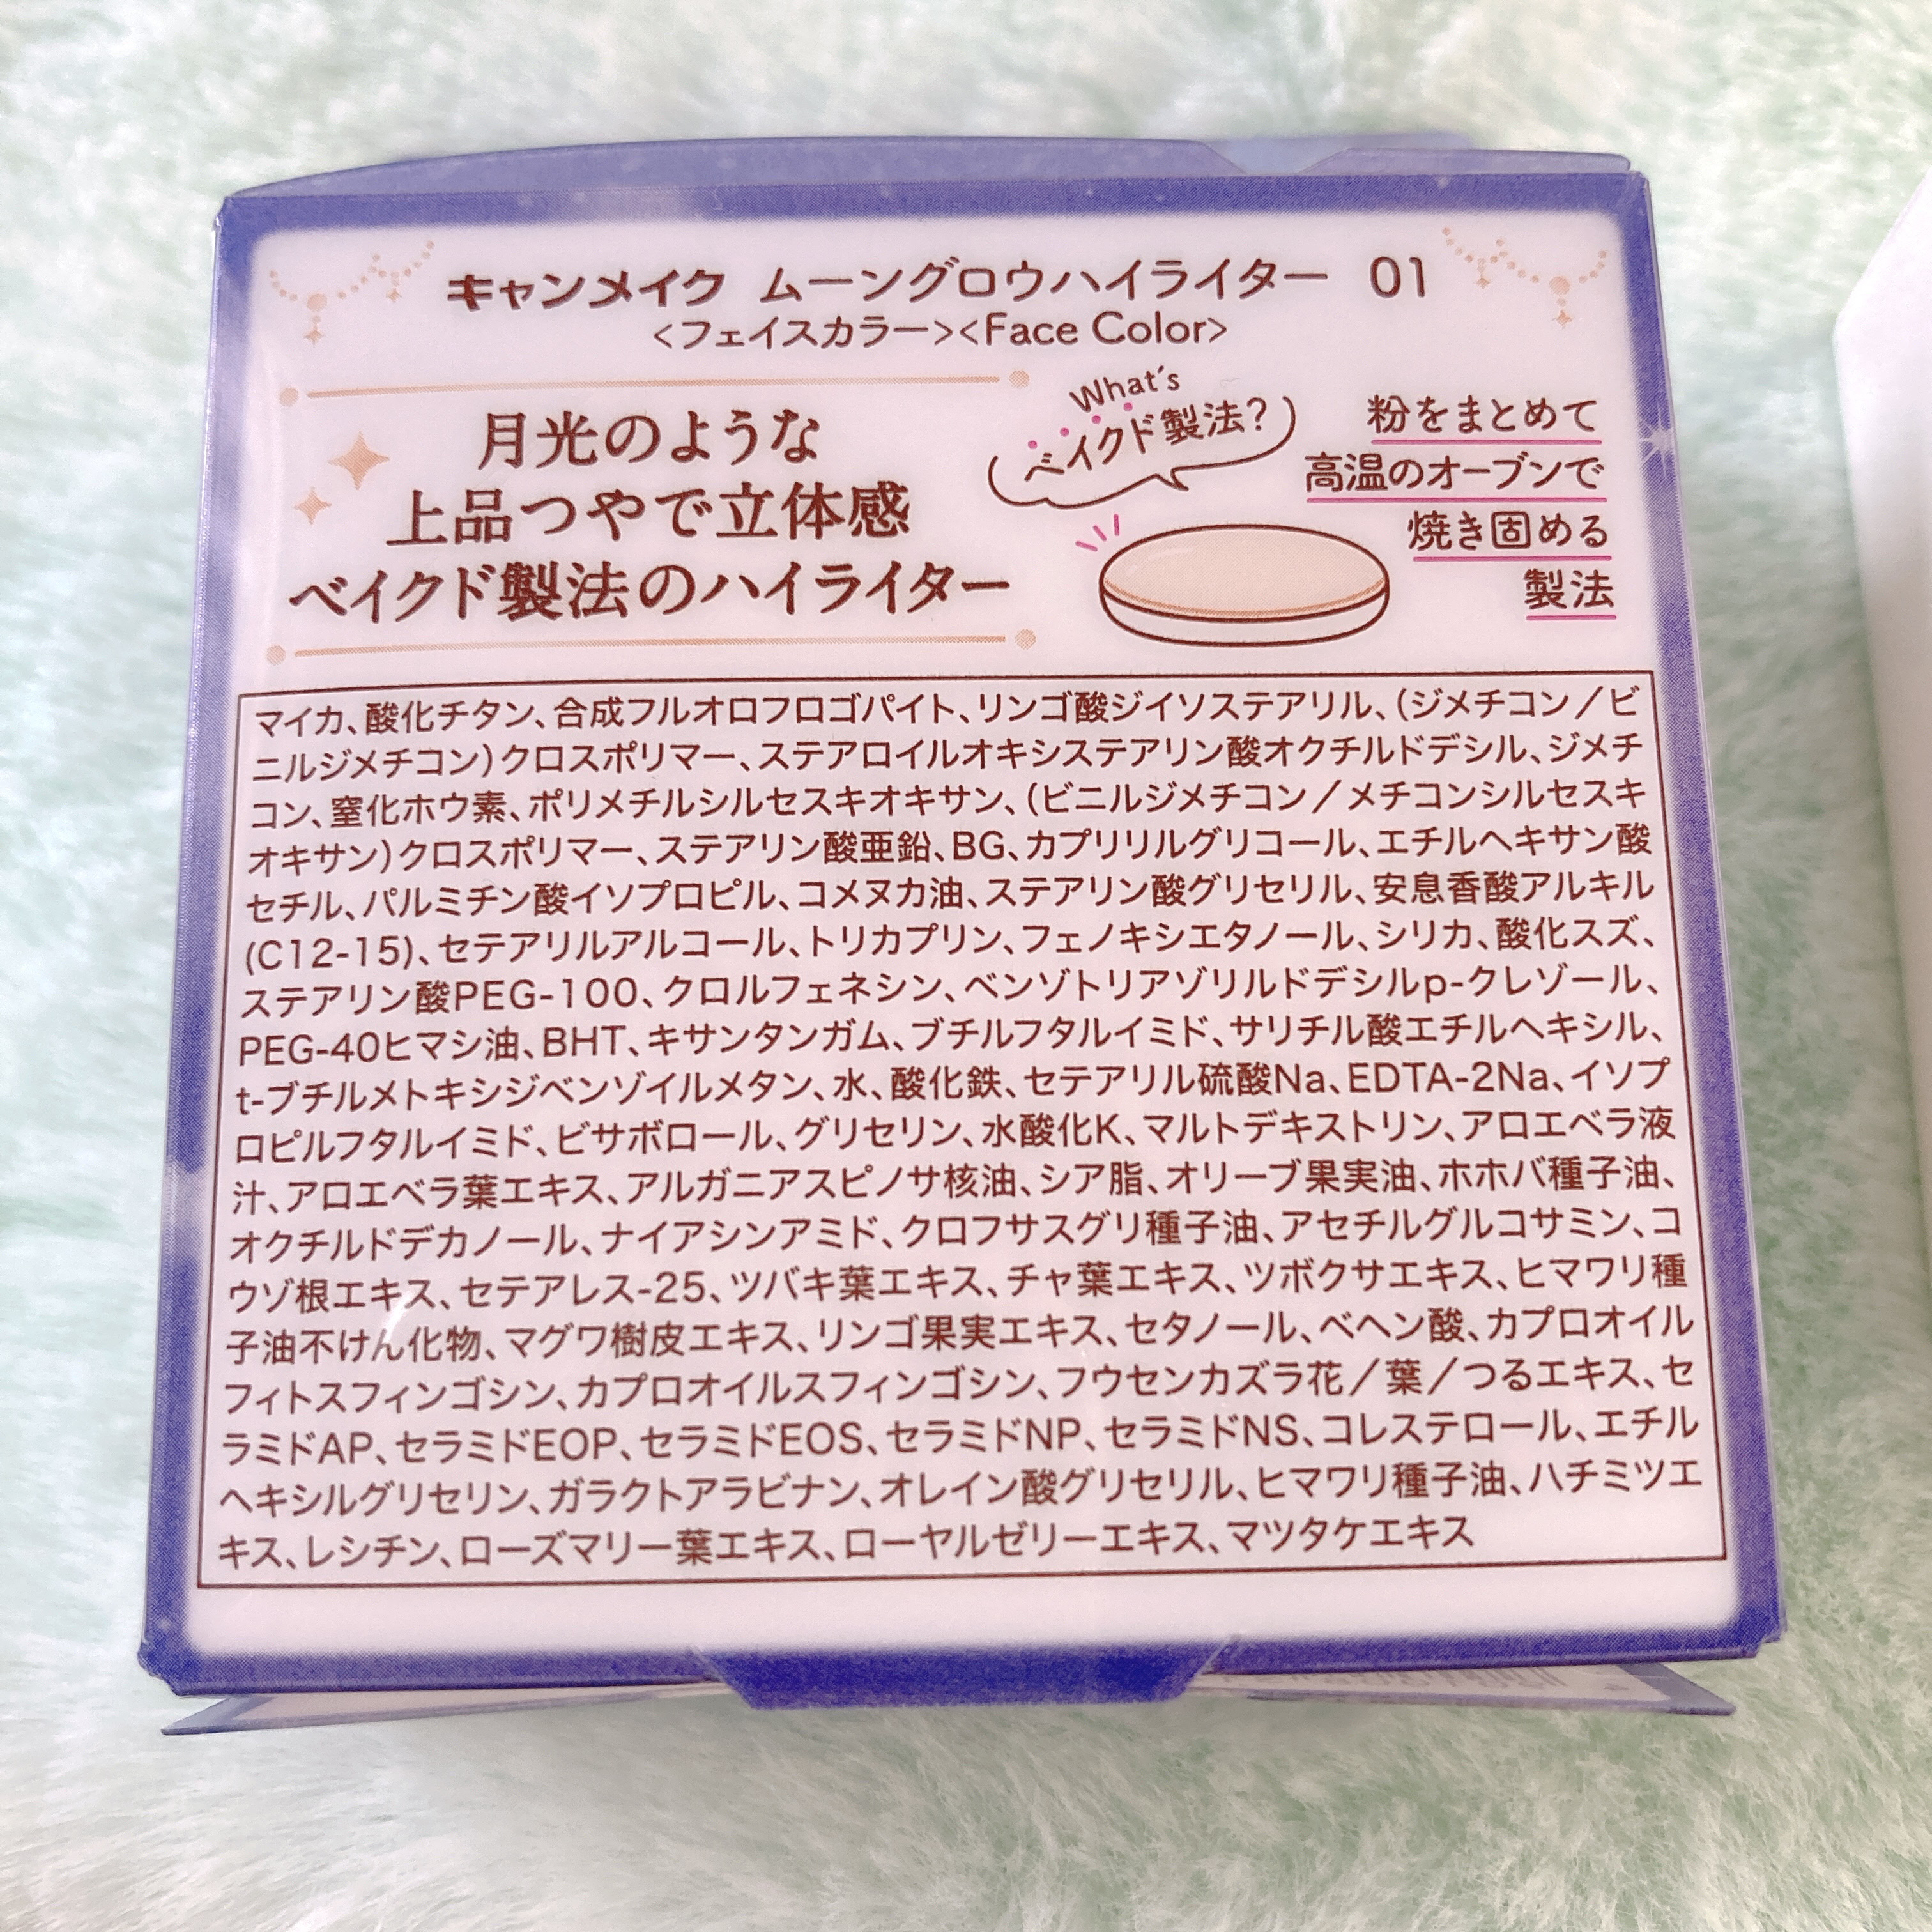 キャンメイク ムーングロウハイライター 01
<フェイスカラー><Face Color>
月光のような
上品つやで立体感
ベイクド製法のハイライター
What's
ベイクド製法?
粉をまとめて
高温のオーブンで
焼き固める
製法
マイカ、酸化チタン、合成フルオロフロゴパイト、リンゴ酸ジイソステアリル、(ジメチコン/ビ
ニルジメチコン)クロスポリマー、ステアロイルオキシステアリン酸オクチルドデシル、ジメチ
コン、窒化ホウ素、ポリメチルシルセスキオキサン、(ビニルジメチコン/メチコンシルセスキ
オキサン)クロスポリマー、ステアリン酸亜鉛、BG、カプリリルグリコール、エチルヘキサン酸
セチル、パルミチン酸イソプロピル、コメヌカ油、ステアリン酸グリセリル、安息香酸アルキル
(C12-15)、セテアリルアルコール、トリカプリン、フェノキシエタノール、シリカ、酸化スズ、
ステアリン酸PEG-100、クロルフェネシン、ベンゾトリアゾリルドデシルp-クレゾール、
PEG-40ヒマシ油、BHT、キサンタンガム、ブチルフタルイミド、サリチル酸エチルヘキシル、
t-ブチルメトキシジベンゾイルメタン、水、酸化鉄、セテアリル硫酸Na、EDTA-2Na、イソプ
ロピルフタルイミド、ビサボロール、グリセリン、水酸化K、マルトデキストリン、アロエベラ液
汁、アロエベラ葉エキス、アルガニアスピノサ核油、シア脂、オリーブ果実油、ホホバ種子油、
オクチルドデカノール、ナイアシンアミド、クロフサスグリ種子油、アセチルグルコサミン、コ
ウゾ根エキス、セテアレス-25、ツバキ葉エキス、チャ葉エキス、ツボクサエキス、ヒマワリ種
子油不けん化物、マグワ樹皮エキス、リンゴ果実エキス、セタノール、ベヘン酸、カプロオイル
フィトスフィンゴシン、カプロオイルスフィンゴシン、フウセンカズラ花/葉/つるエキス、セ
ラミドAP、セラミドEOP、セラミドEOS、セラミドNP、セラミドNS、コレステロール、エチル
ヘキシルグリセリン、ガラクトアラビナン、オレイン酸グリセリル、ヒマワリ種子油、ハチミツエ
キス、レシチン、ローズマリー葉エキス、ローヤルゼリーエキス、マツタケエキス